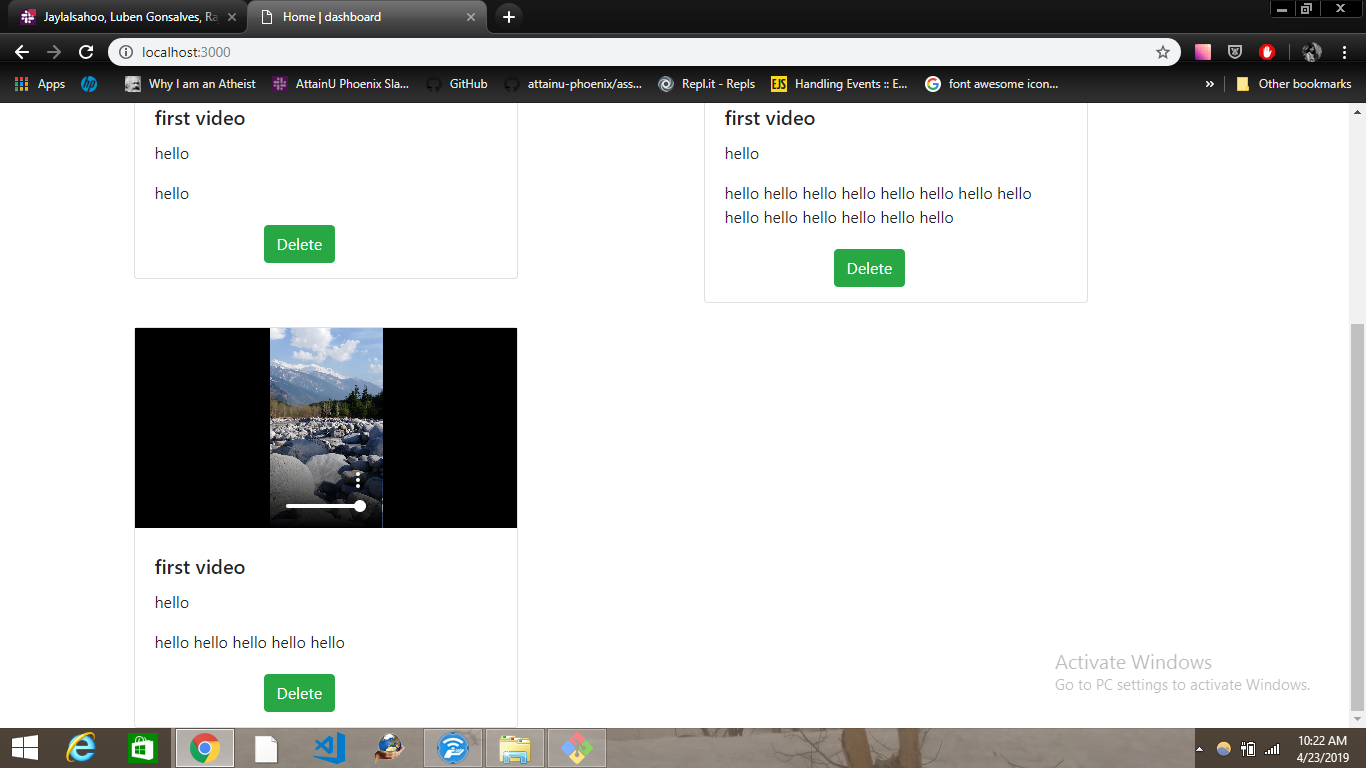 Jaylalsahoo, Luben Gonsalves, Ra
Home | dashboard
localhost:3000
Apps
hp
Why I am an Atheist
AttainU Phoenix Sla...
GitHub
attainu-phoenix/ass...
Repl.it - Repls
EJS
Handling Events :: E...
font awesome icon...
»
Other bookmarks
first video
hello
hello
Delete
first video
hello
hello hello hello hello hello hello hello hello
hello hello hello hello hello hello
Delete
first video
hello
hello hello hello hello hello
Delete
Activate Windows
Go to PC settings to activate Windows.
10:22 AM
4/23/2019